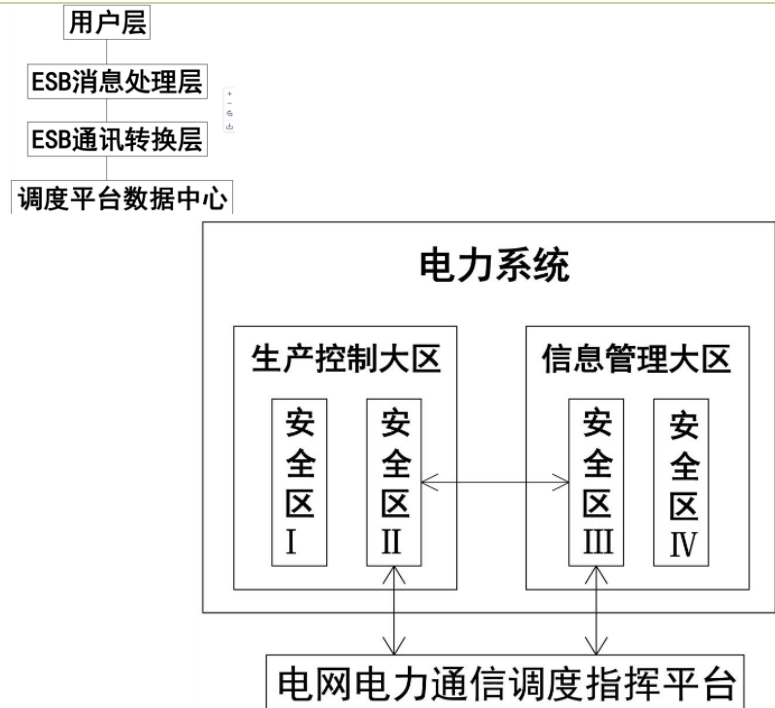 用户层
ESB消息处理层
ESB通讯转换层
调度平台数据中心
电力系统
生产控制大区
信息管理大区
安全区Ⅰ
安全区Ⅱ
安全区Ⅲ
安全区Ⅳ
电网电力通信调度指挥平台